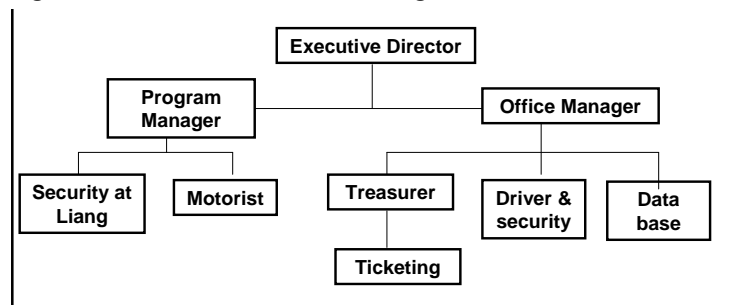 Executive Director
Program
Manager
Office Manager
Security at
Liang
Motorist
Treasurer
Driver &
security
Data
base
Ticketing